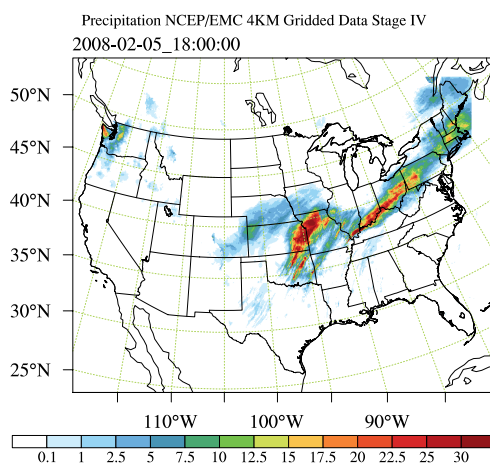 Precipitation NCEP/EMC 4KM Gridded Data Stage IV
2008-02-05_18:00:00
50°N
45°N
40°N
35°N
30°N
25°N
110°W 100°W 90°W
0.1 1 2.5 5 7.5 10 12.5 15 17.5 20 22.5 25 30